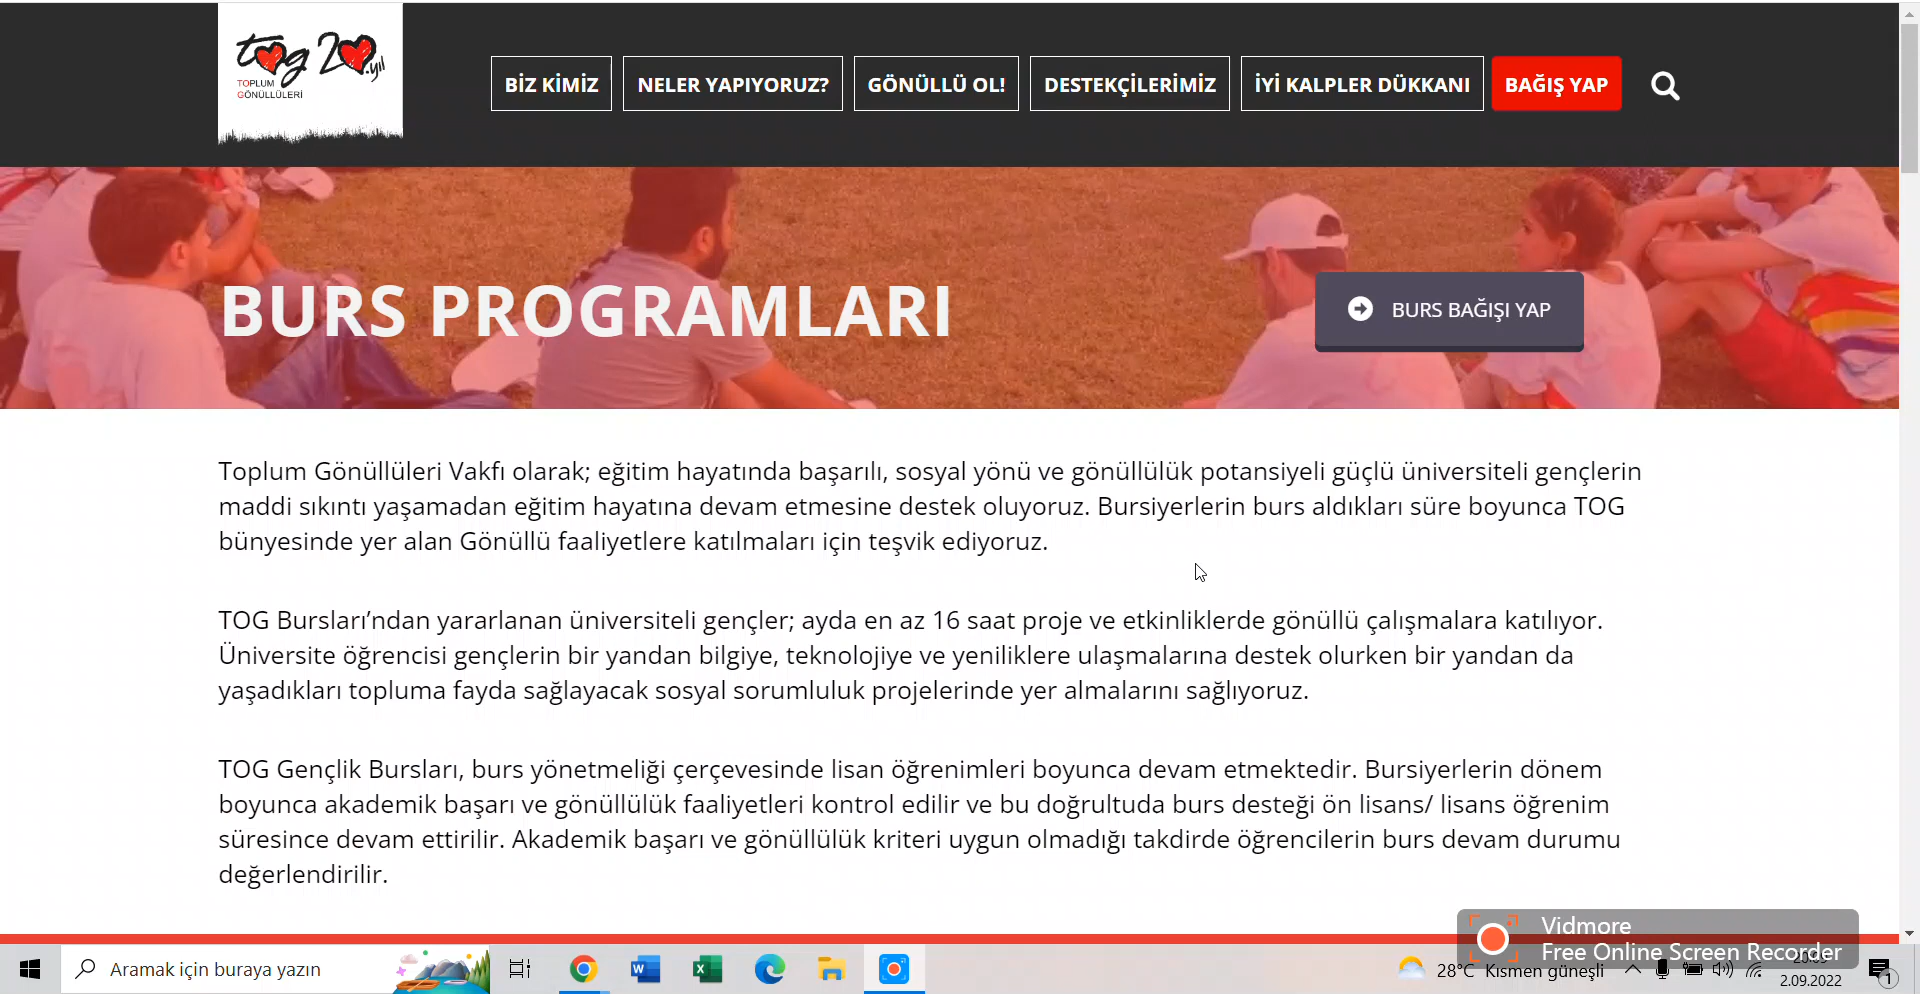 tog 20.yıl
TOPLUM
GÖNÜLLÜLERİ
BİZ KİMİZ
NELER YAPIYORUZ?
GÖNÜLLÜ OL!
DESTEKÇİLERİMİZ
İYİ KALPLER DÜKKANI
BAĞIŞ YAP
BURS PROGRAMLARI
BURS BAĞIŞI YAP
Toplum Gönüllüleri Vakfı olarak; eğitim hayatında başarılı, sosyal yönü ve gönüllülük potansiyeli güçlü üniversiteli gençlerin
maddi sıkıntı yaşamadan eğitim hayatına devam etmesine destek oluyoruz. Bursiyerlerin burs aldıkları süre boyunca TOG
bünyesinde yer alan Gönüllü faaliyetlere katılmaları için teşvik ediyoruz.
TOG Bursları’ndan yararlanan üniversiteli gençler; ayda en az 16 saat proje ve etkinliklerde gönüllü çalışmalara katılıyor.
Üniversite öğrencisi gençlerin bir yandan bilgiye, teknolojiye ve yeniliklere ulaşmalarına destek olurken bir yandan da
yaşadıkları topluma fayda sağlayacak sosyal sorumluluk projelerinde yer almalarını sağlıyoruz.
TOG Gençlik Bursları, burs yönetmeliği çerçevesinde lisan öğrenimleri boyunca devam etmektedir. Bursiyerlerin dönem
boyunca akademik başarı ve gönüllülük faaliyetleri kontrol edilir ve bu doğrultuda burs desteği ön lisans/ lisans öğrenim
süresince devam ettirilir. Akademik başarı ve gönüllülük kriteri uygun olmadığı takdirde öğrencilerin burs devam durumu
değerlendirilir.
Vidmore
Free Online Screen Recorder
Aramak için buraya yazın
28°C Kısmen güneşli
2.09.2022
1